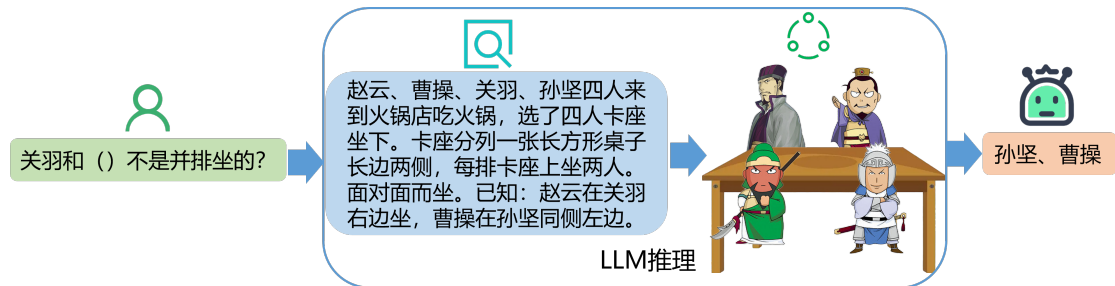 关羽和（）不是并排坐的？
赵云、曹操、关羽、孙坚四人来
到火锅店吃火锅，选了四人卡座
坐下。卡座分列一张长方形桌子
长边两侧，每排卡座上坐两人。
面对面而坐。已知：赵云在关羽
右边坐，曹操在孙坚同侧左边。
LLM推理
孙坚、曹操